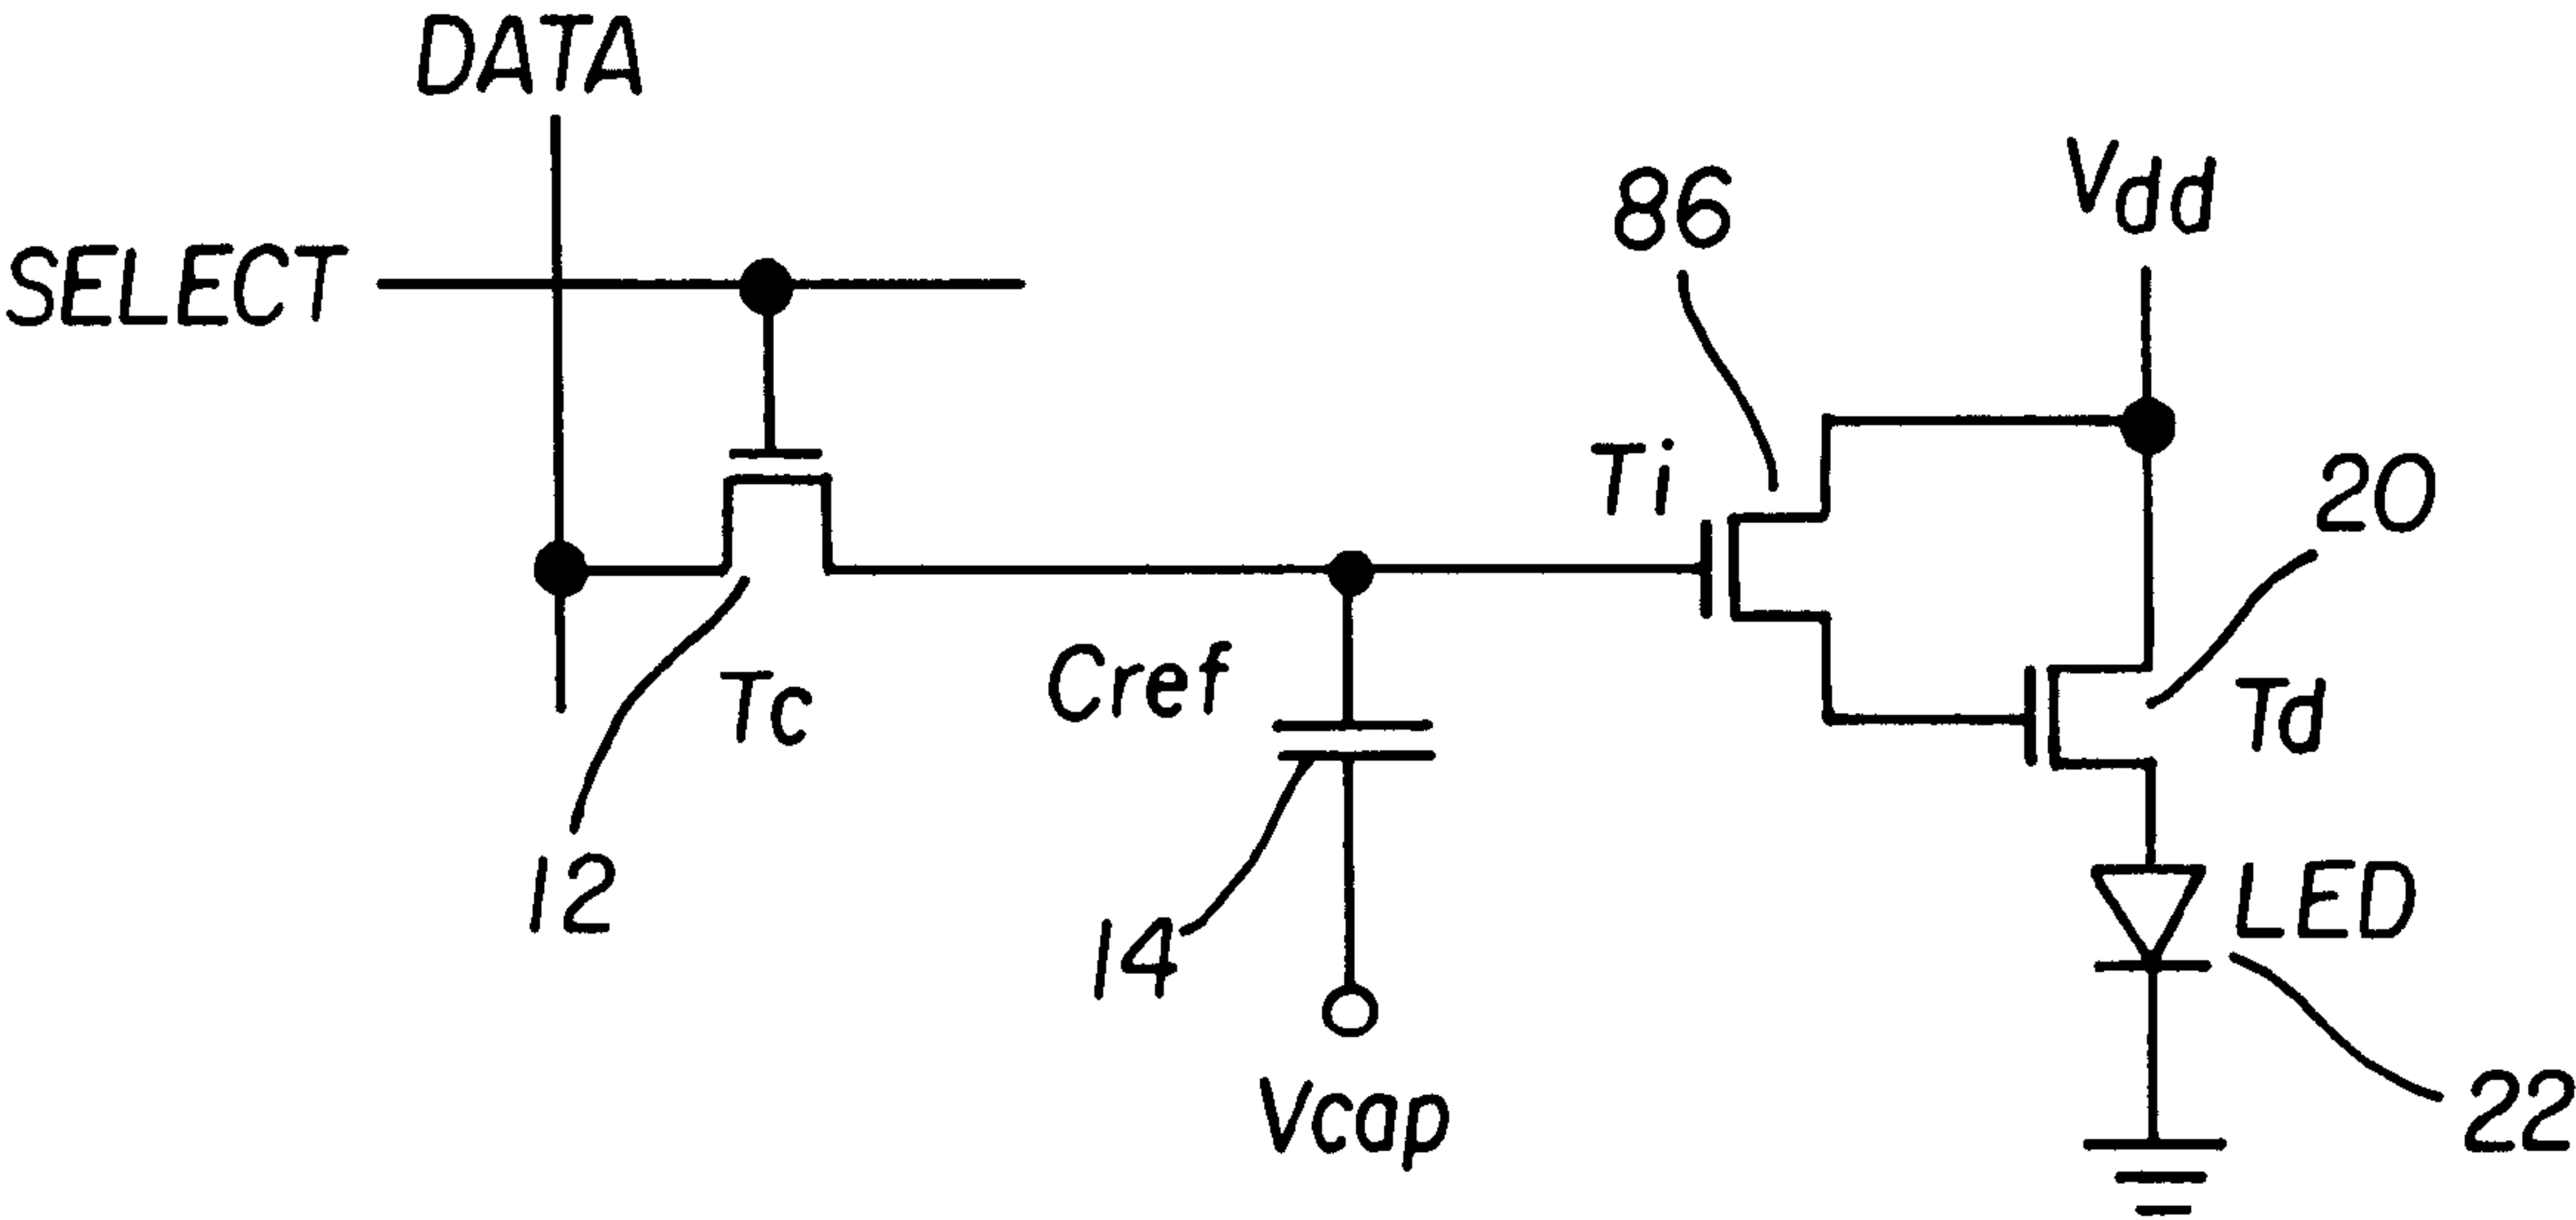 DATA
Vdd
86
SELECT
Ti
20
Cref
Tc
Td
12
LED
14
Vcap
22